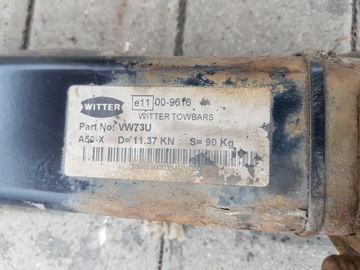 WITTER
e11 00-9616
WITTER TOWBARS
Part No: VW73U
A50-X D= 11.37 KN S= 90 Kg